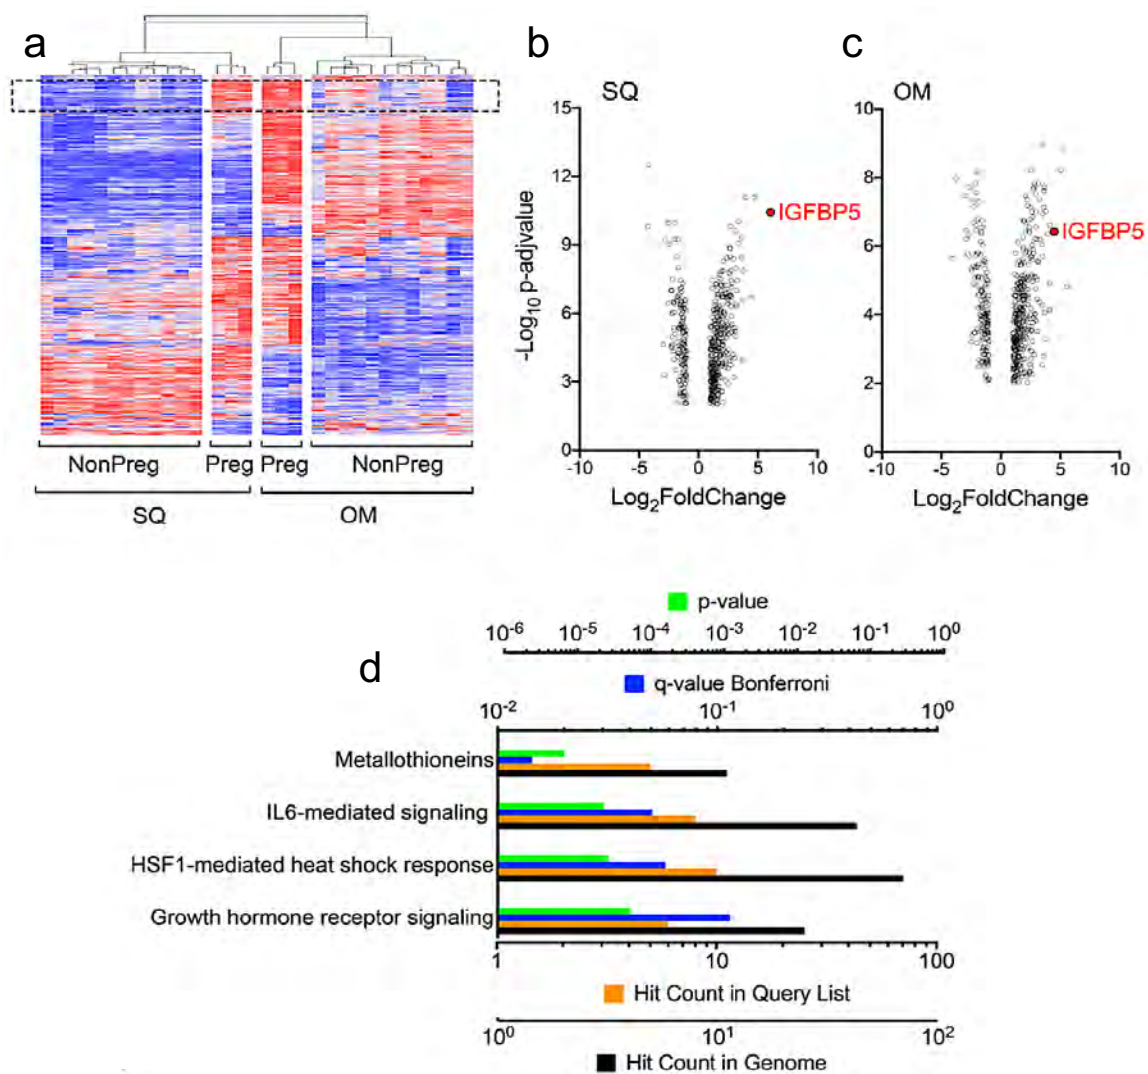 a
b
c
SQ
OM
15
12
9
6
3
0
-Log10 p-adjvalue
IGFBP5
-10 -5 0 5 10
Log2FoldChange
10
8
6
4
2
0
IGFBP5
-10 -5 0 5 10
Log2FoldChange
NonPreg Preg Preg NonPreg
SQ OM
d
p-value
10-6 10-5 10-4 10-3 10-2 10-1 100
q-value Bonferroni
10-2 10-1 100
Metallothioneins
IL6-mediated signaling
HSF1-mediated heat shock response
Growth hormone receptor signaling
1 10 100
Hit Count in Query List
100 101 102
Hit Count in Genome